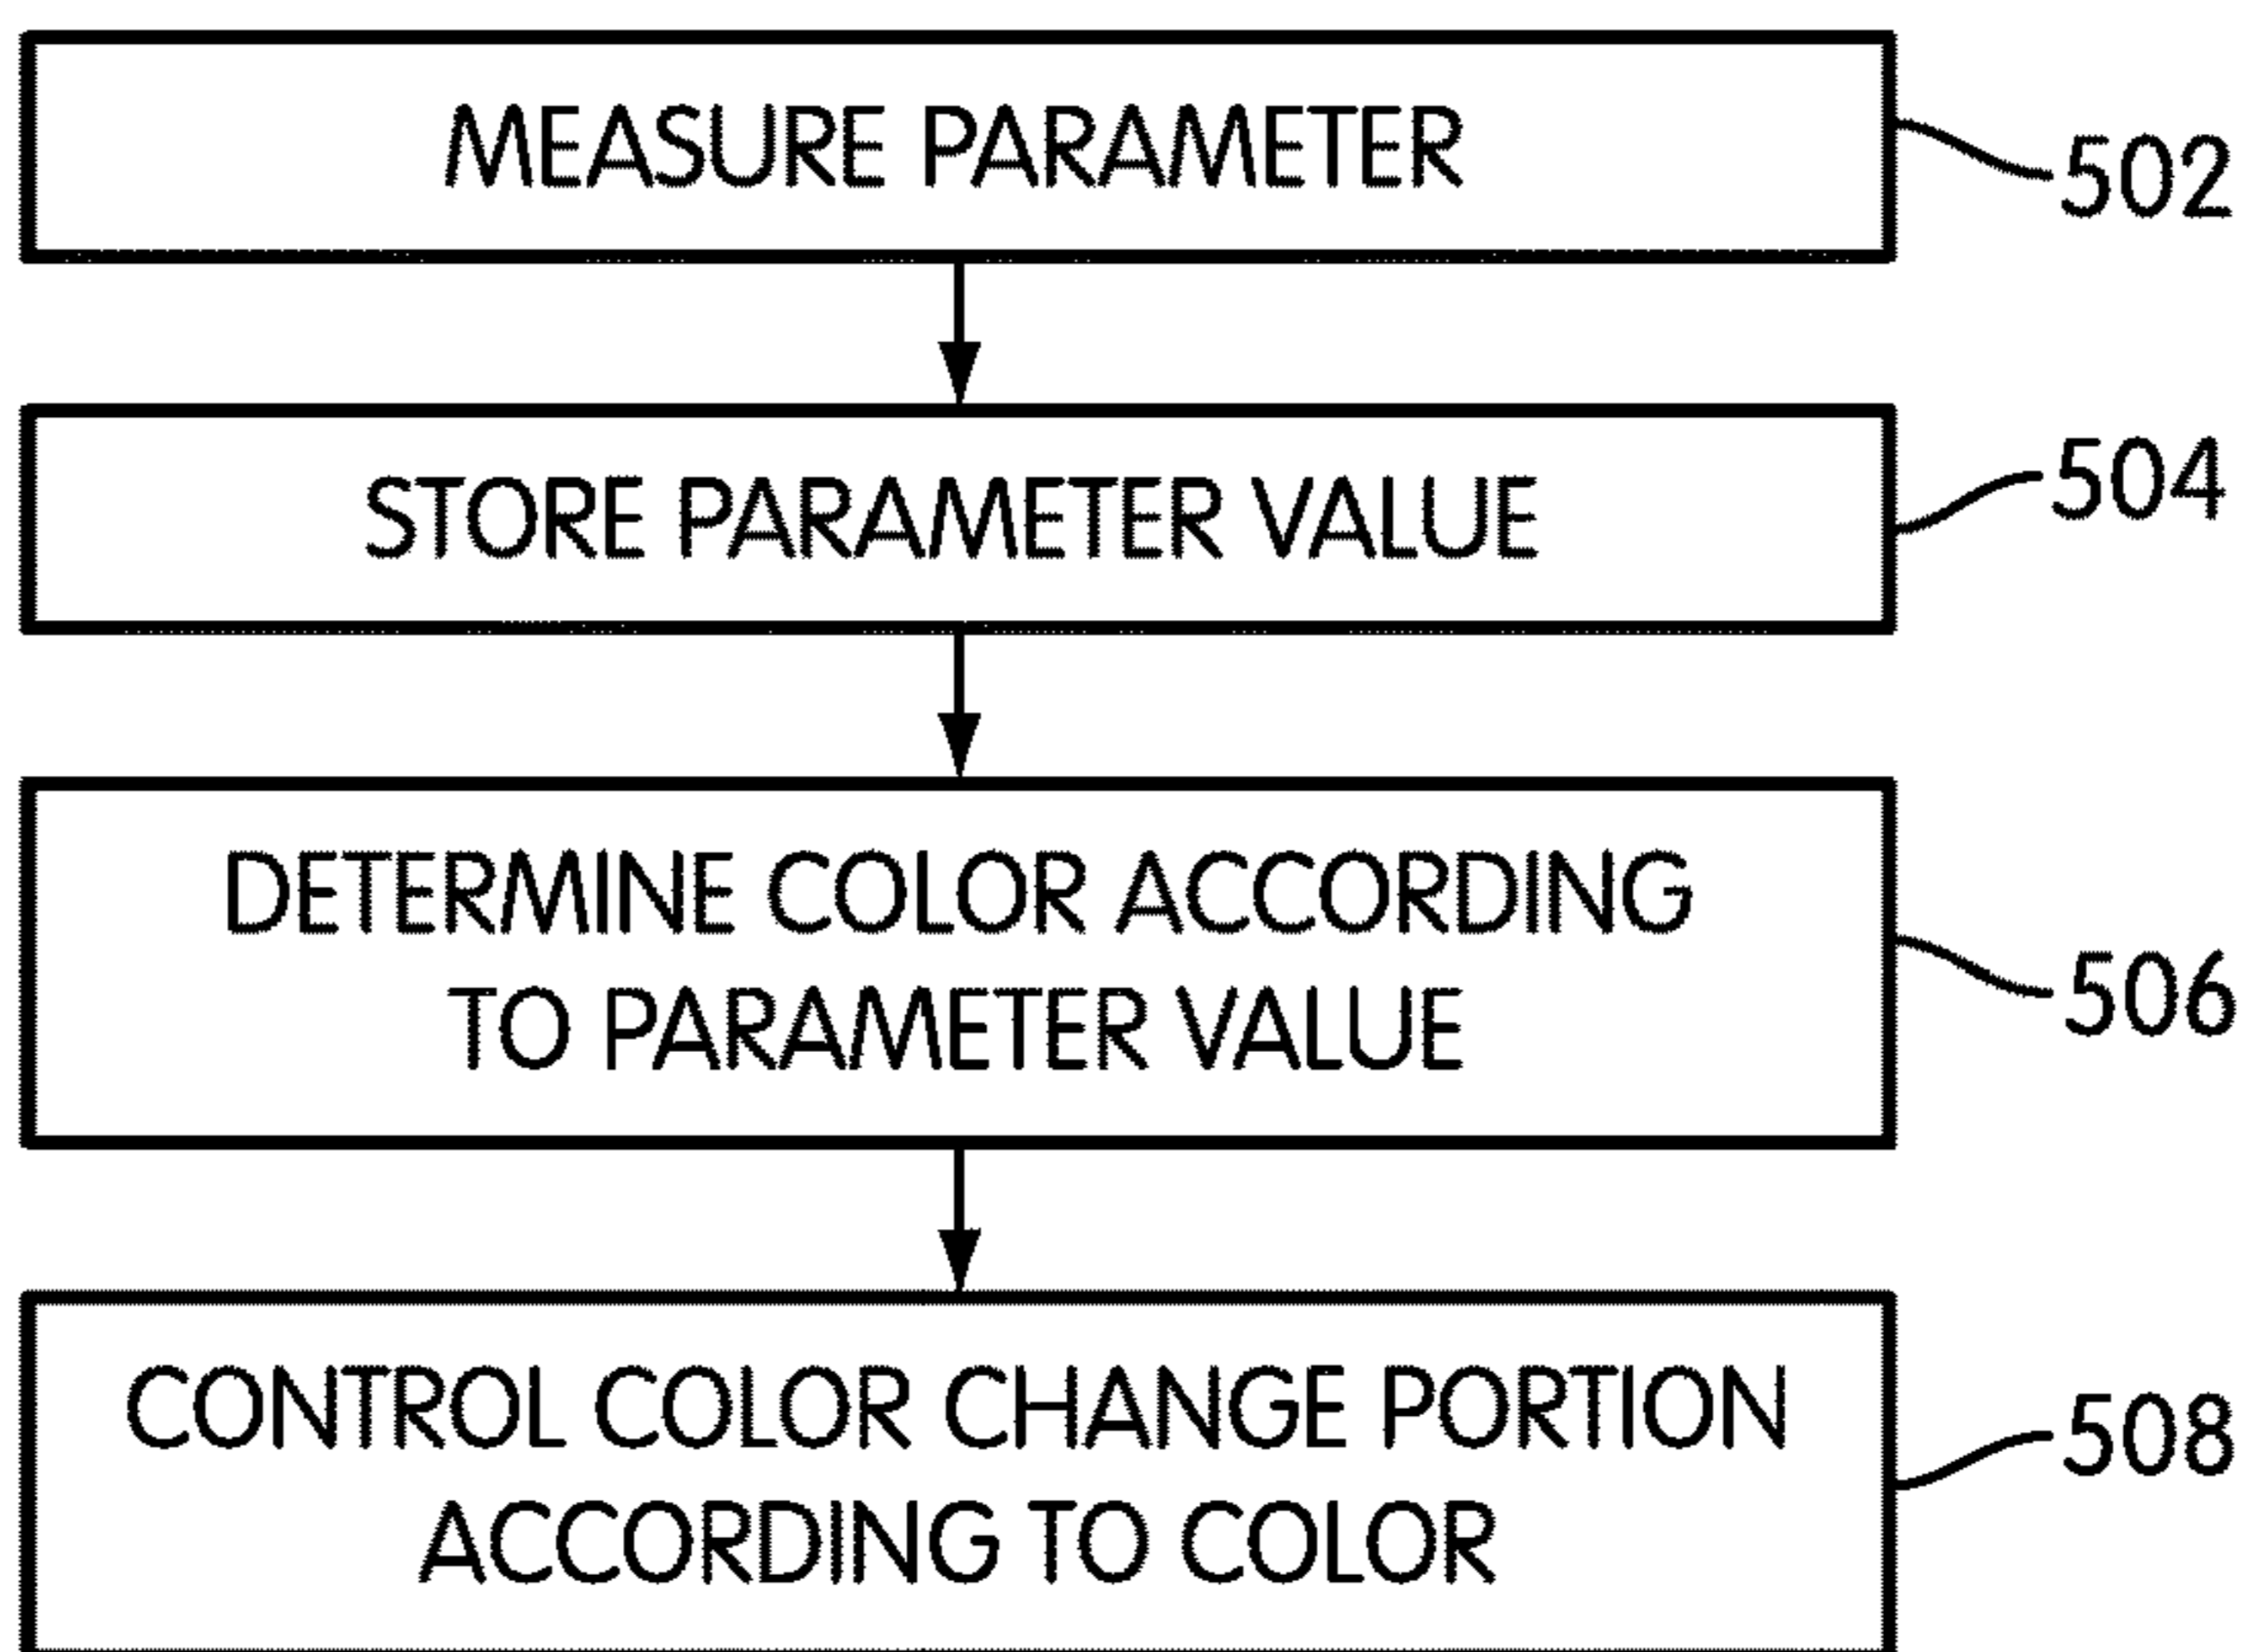 MEASURE PARAMETER
502
STORE PARAMETER VALUE
504
DETERMINE COLOR ACCORDING
TO PARAMETER VALUE
506
CONTROL COLOR CHANGE PORTION
ACCORDING TO COLOR
508